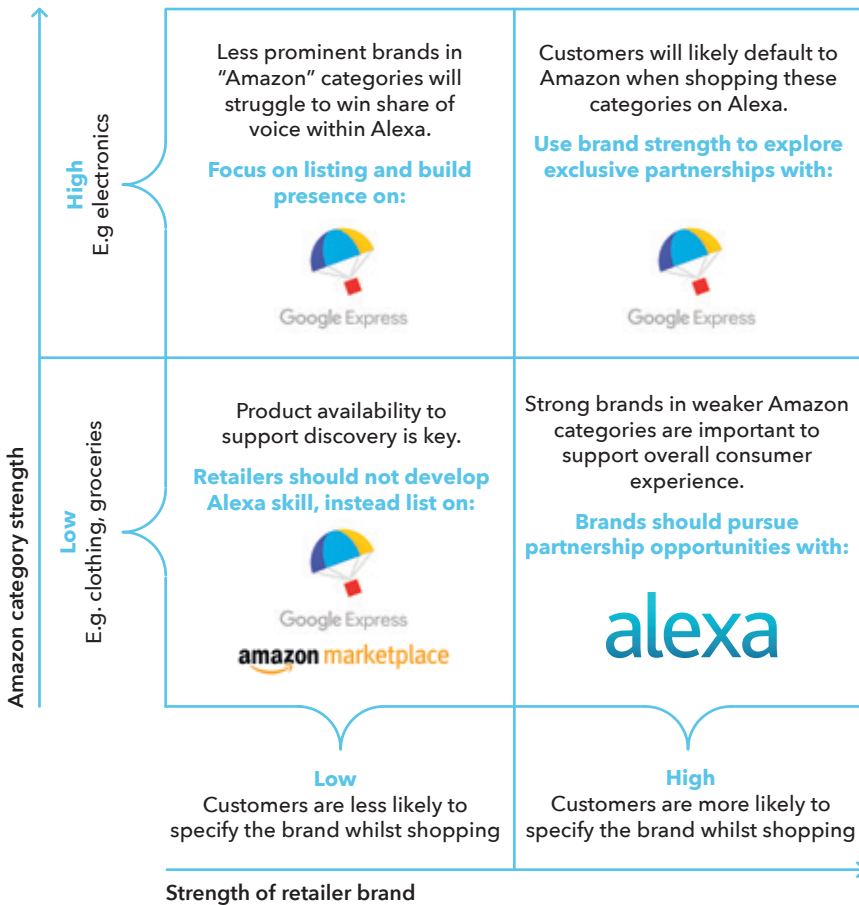 Less prominent brands in
“Amazon” categories will
struggle to win share of
voice within Alexa.
Focus on listing and build
presence on:
Google Express
Customers will likely default to
Amazon when shopping these
categories on Alexa.
Use brand strength to explore
exclusive partnerships with:
Google Express
High
E.g electronics
Product availability to
support discovery is key.
Retailers should not develop
Alexa skill, instead list on:
Google Express
amazon marketplace
Strong brands in weaker Amazon
categories are important to
support overall consumer
experience.
Brands should pursue
partnership opportunities with:
alexa
Low
E.g. clothing, groceries
Amazon category strength
Low
Customers are less likely to
specify the brand whilst shopping
High
Customers are more likely to
specify the brand whilst shopping
Strength of retailer brand